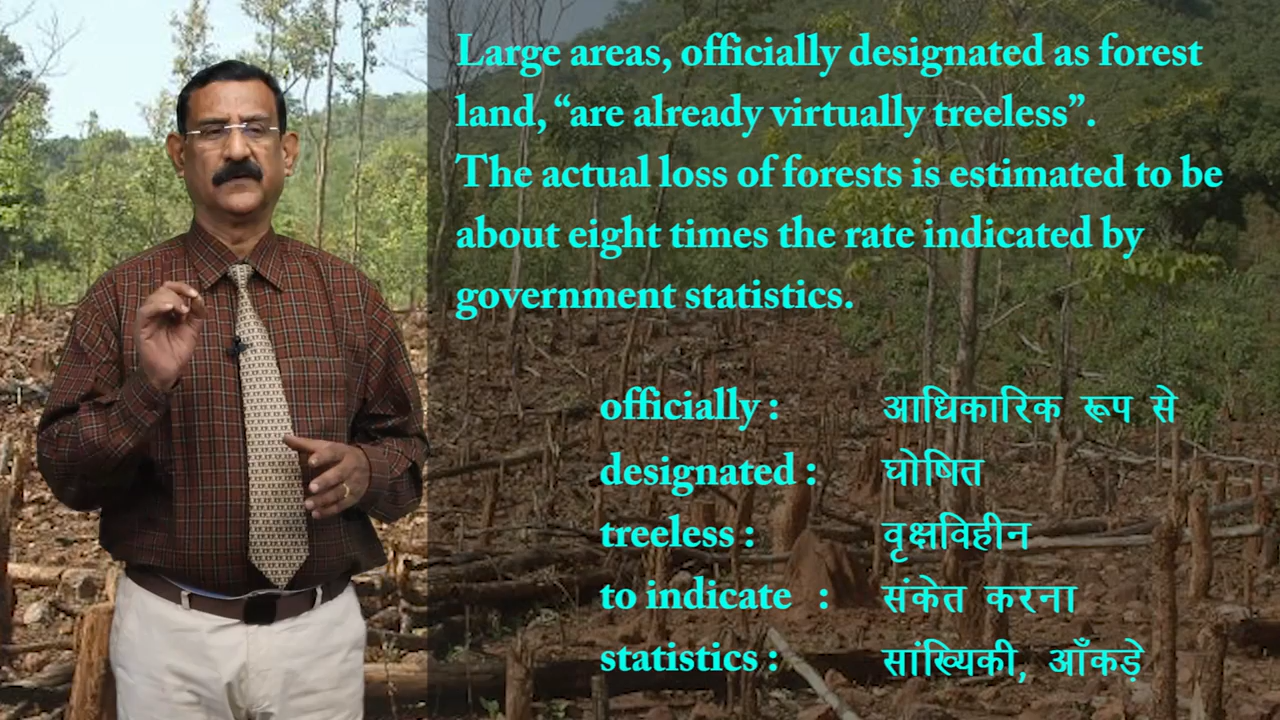 Large areas, officially designated as forest
land, “are already virtually treeless”.
The actual loss of forests is estimated to be
about eight times the rate indicated by
government statistics.
officially : आधिकारिक रूप से
designated : घोषित
treeless : वृक्षविहीन
to indicate : संकेत करना
statistics : सांख्यिकी, आँकड़े